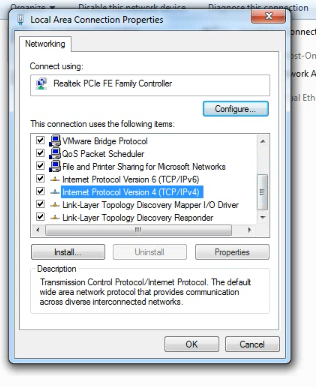 Organize ▼ Disable this network device Diagnose this connection
Local Area Connection Properties
Networking
Connect using:
Realtek PCIe FE Family Controller
Configure...
This connection uses the following items:
VMware Bridge Protocol
QoS Packet Scheduler
File and Printer Sharing for Microsoft Networks
Internet Protocol Version 6 (TCP/IPv6)
Internet Protocol Version 4 (TCP/IPv4)
Link-Layer Topology Discovery Mapper I/O Driver
Link-Layer Topology Discovery Responder
Install... Uninstall Properties
Description
Transmission Control Protocol/Internet Protocol. The default
wide area network protocol that provides communication
across diverse interconnected networks.
OK Cancel